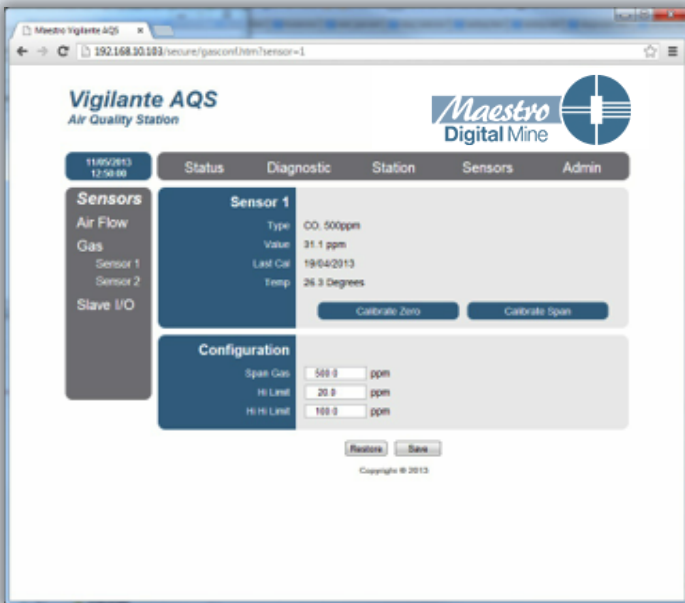 Maestro Vigilante AQS
192.168.10.103/secure/gasconf.htm?sensor=1
Vigilante AQS
Air Quality Station
Maestro
Digital Mine
11/05/2013
12:50:00
Status Diagnostic Station Sensors Admin
Sensors
Air Flow
Gas
Sensor 1
Sensor 2
Slave I/O
Sensor 1
Type CO, 500ppm
Value 31.1 ppm
Last Cal 19/04/2013
Temp 26.3 Degrees
Calibrate Zero Calibrate Span
Configuration
Span Gas 500.0 ppm
Hi Limit 20.0 ppm
Hi Hi Limit 100.0 ppm
Restore Save
Copyright © 2013